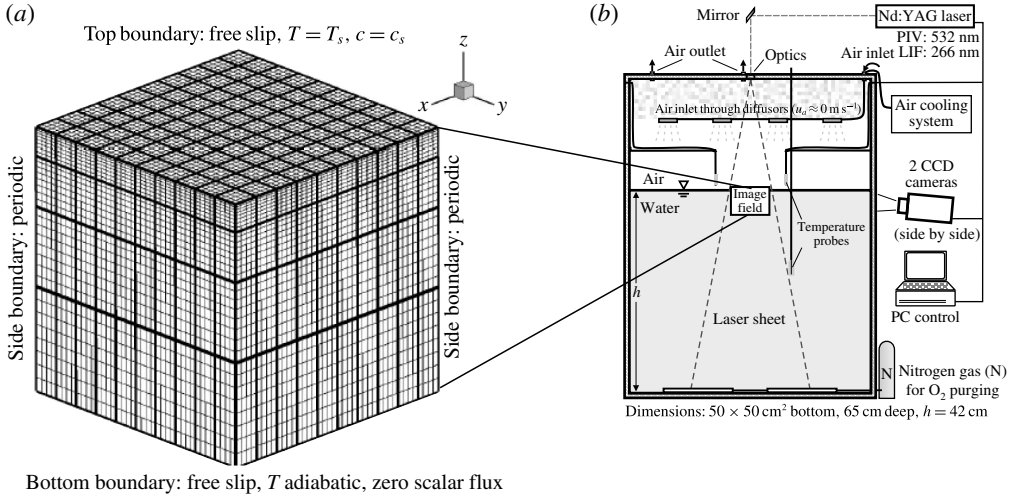 (a)
Top boundary: free slip, T = Tₛ, c = cₛ
z
x
y
Side boundary: periodic
Side boundary: periodic
Bottom boundary: free slip, T adiabatic, zero scalar flux
(b)
Mirror
Nd:YAG laser
PIV: 532 nm
LIF: 266 nm
Air outlet
Optics
Air inlet
Air inlet through diffusors (uₐ ≈ 0 m s⁻¹)
Air cooling
system
Air
Water
Image
field
2 CCD
cameras
(side by side)
Temperature
probes
h
Laser sheet
PC control
N
Nitrogen gas (N)
for O₂ purging
Dimensions: 50 × 50 cm² bottom, 65 cm deep, h = 42 cm